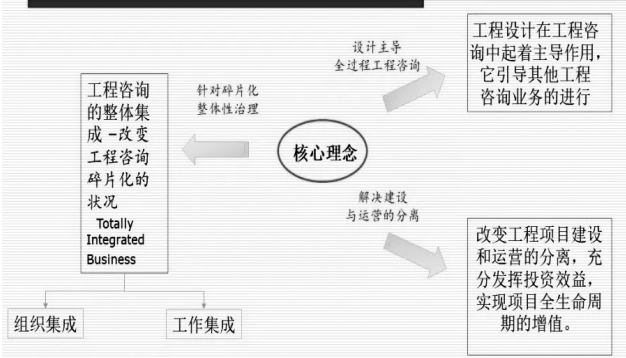 设计主导
全过程工程咨询
工程设计在工程咨
询中起着主导作用，
它引导其他工程
咨询业务的进行
针对碎片化
整体性治理
工程咨询
的整体集
成 –改变
工程咨询
碎片化的
状况
Totally
Integrated
Business
核心理念
解决建设
与运营的分离
改变工程项目建设
和运营的分离，充
分发挥投资效益，
实现项目全生命周
期的增值。
组织集成
工作集成